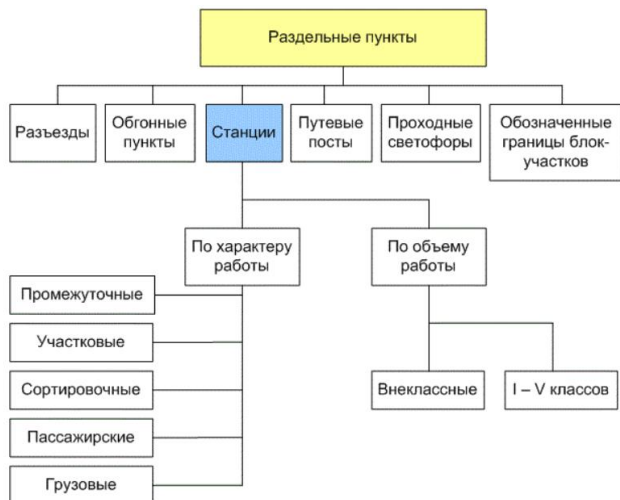 Раздельные пункты
Разъезды
Обгонные
пункты
Станции
Путевые
посты
Проходные
светофоры
Обозначенные
границы блок-
участков
По характеру
работы
По объему
работы
Промежуточные
Участковые
Сортировочные
Пассажирские
Грузовые
Внеклассные
I – V классов